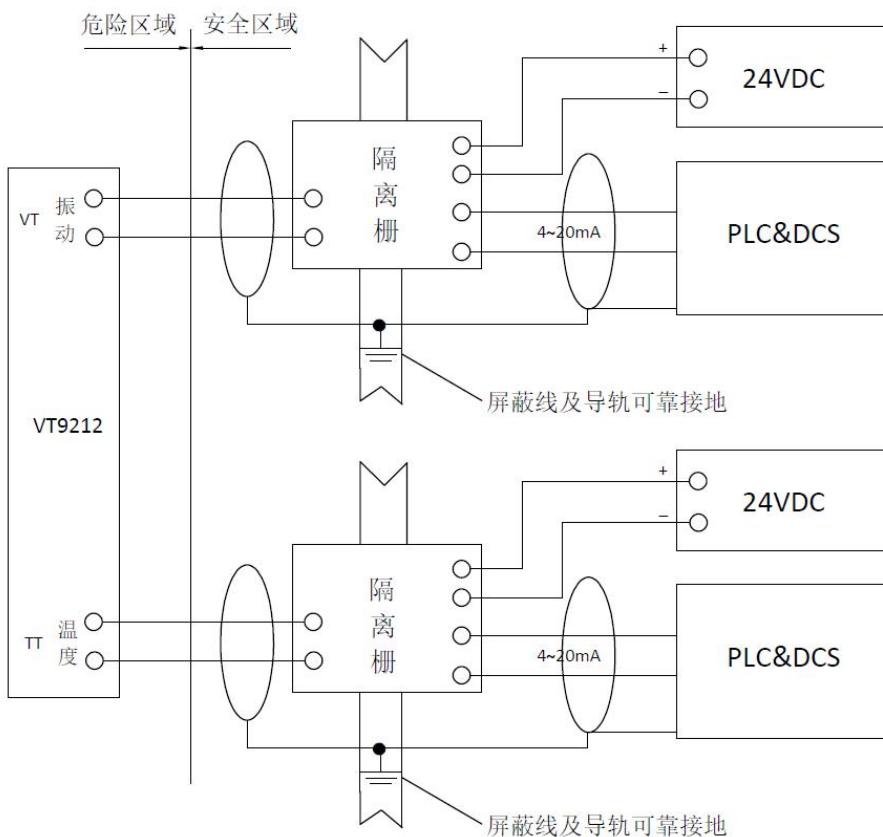 危险区域 安全区域
+
24VDC
−
隔离栅
VT 振动
4~20mA
PLC&DCS
屏蔽线及导轨可靠接地
VT9212
+
24VDC
−
隔离栅
TT 温度
4~20mA
PLC&DCS
屏蔽线及导轨可靠接地